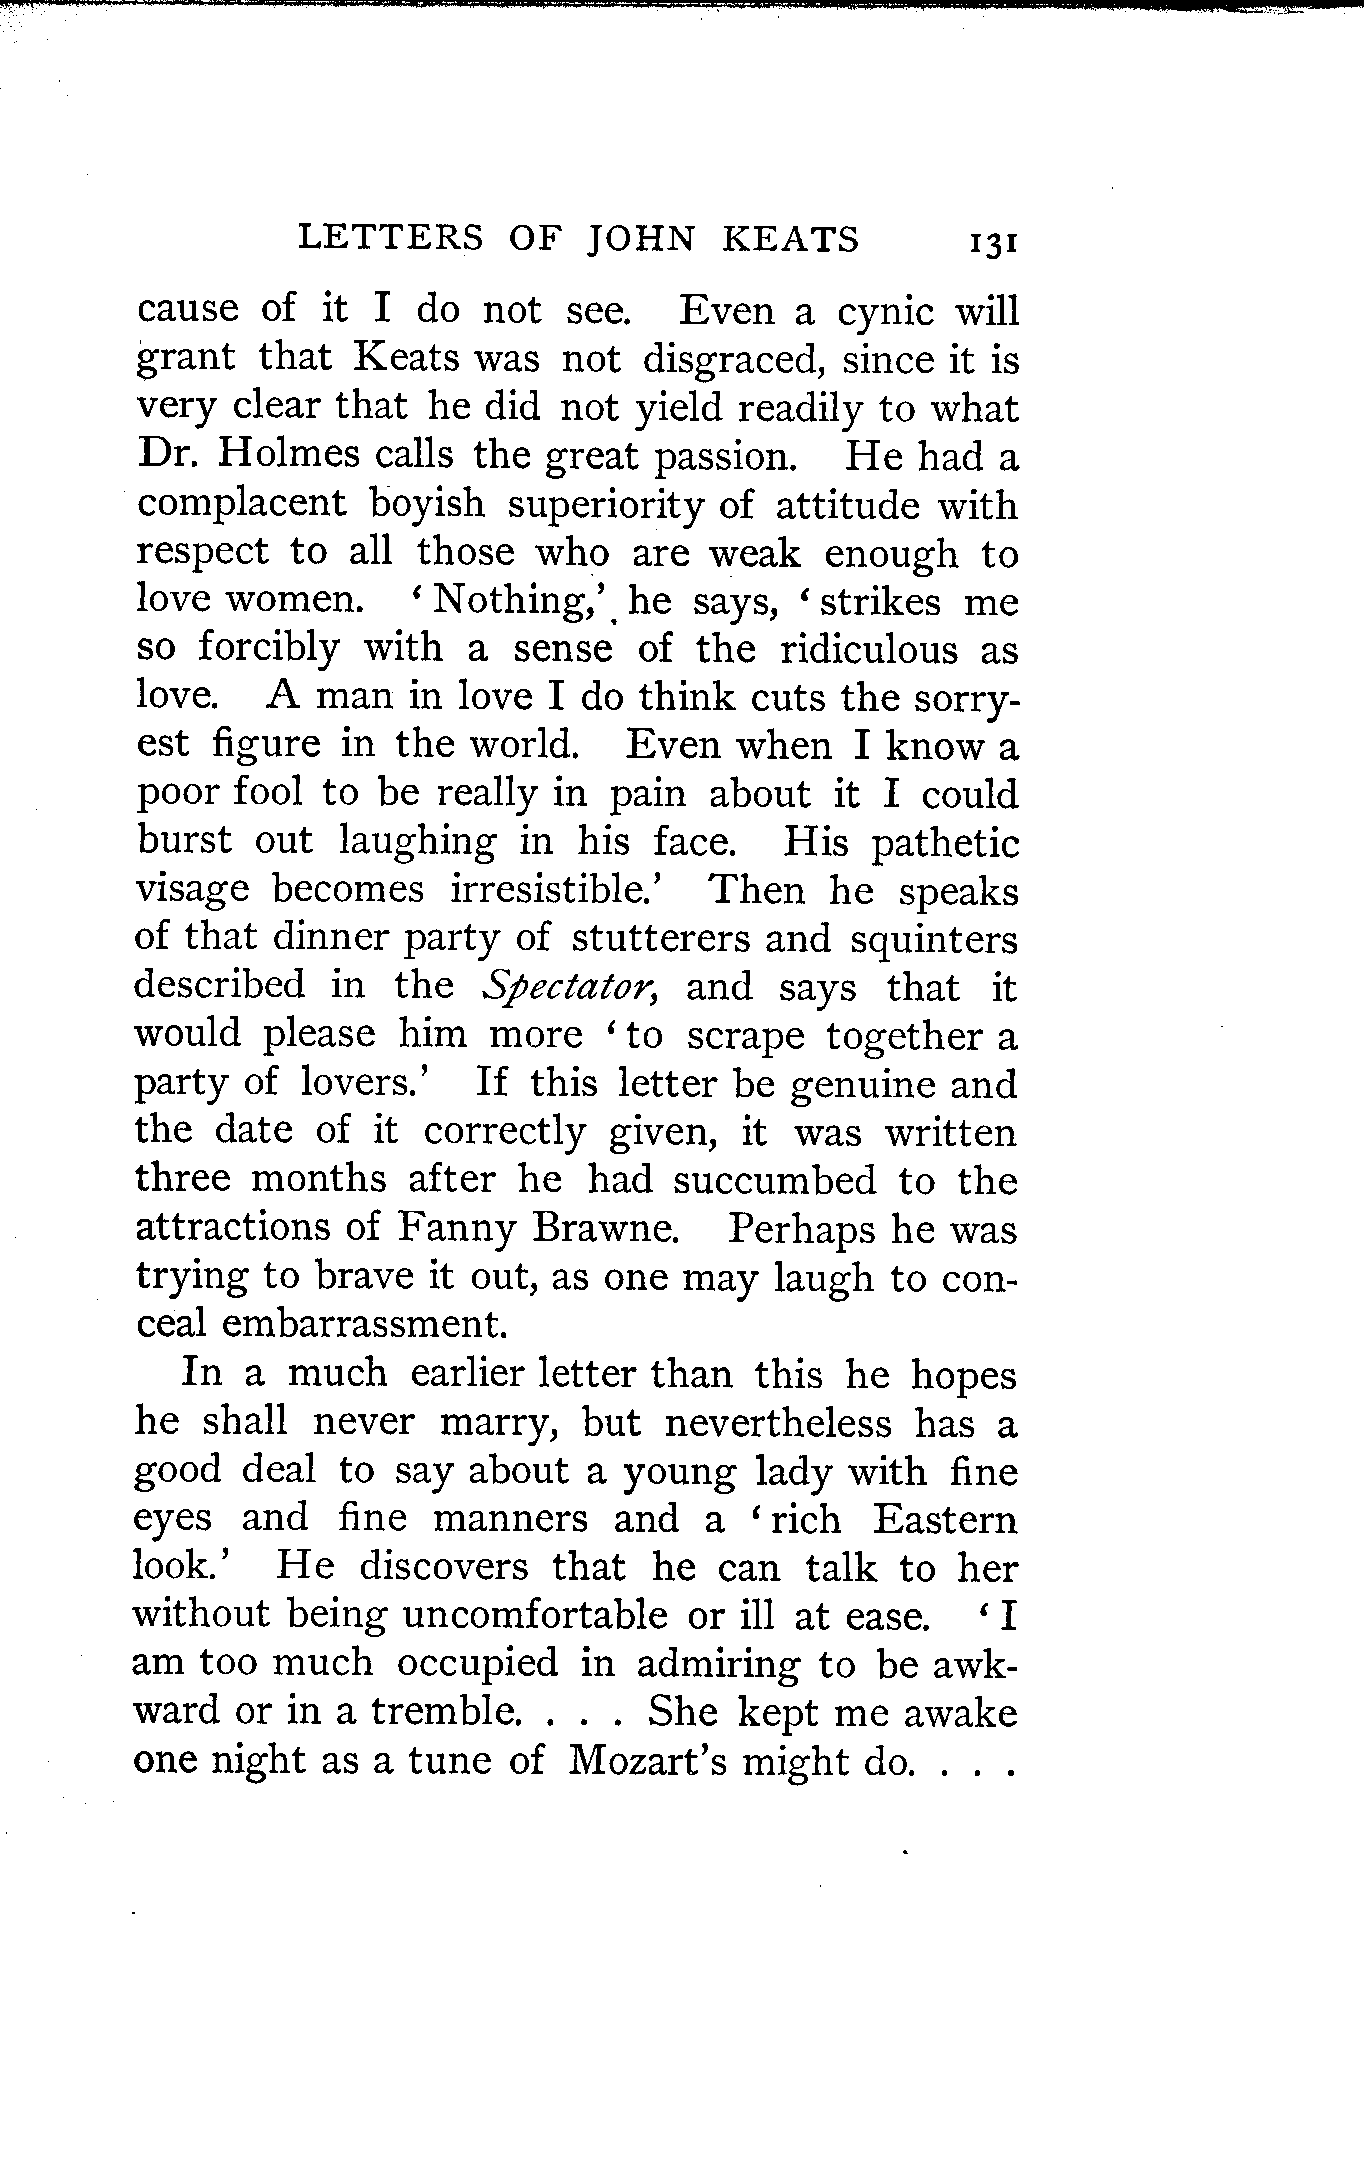 LETTERS OF JOHN KEATS 131
cause of it I do not see. Even a cynic will
grant that Keats was not disgraced, since it is
very clear that he did not yield readily to what
Dr. Holmes calls the great passion. He had a
complacent boyish superiority of attitude with
respect to all those who are weak enough to
love women. ‘Nothing,’ he says, ‘strikes me
so forcibly with a sense of the ridiculous as
love. A man in love I do think cuts the sorry-
est figure in the world. Even when I know a
poor fool to be really in pain about it I could
burst out laughing in his face. His pathetic
visage becomes irresistible.’ Then he speaks
of that dinner party of stutterers and squinters
described in the Spectator, and says that it
would please him more ‘to scrape together a
party of lovers.’ If this letter be genuine and
the date of it correctly given, it was written
three months after he had succumbed to the
attractions of Fanny Brawne. Perhaps he was
trying to brave it out, as one may laugh to con-
ceal embarrassment.
In a much earlier letter than this he hopes
he shall never marry, but nevertheless has a
good deal to say about a young lady with fine
eyes and fine manners and a ‘rich Eastern
look.’ He discovers that he can talk to her
without being uncomfortable or ill at ease. ‘I
am too much occupied in admiring to be awk-
ward or in a tremble. . . . She kept me awake
one night as a tune of Mozart’s might do. . . .